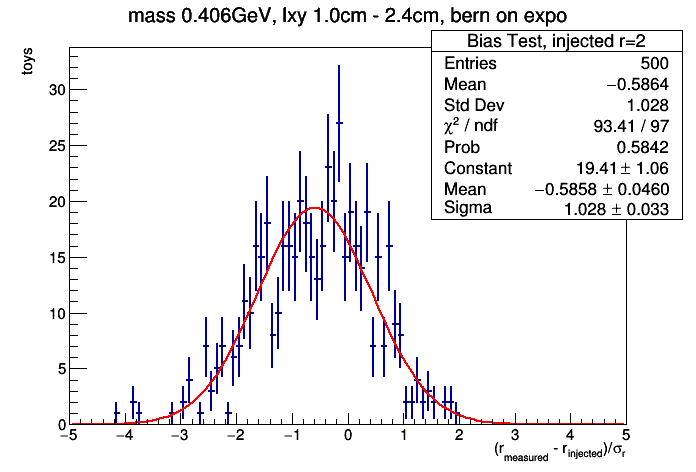 mass 0.406GeV, lxy 1.0cm - 2.4cm, bern on expo
toys
Bias Test, injected r=2
Entries 500
Mean −0.5864
Std Dev 1.028
χ² / ndf 93.41 / 97
Prob 0.5842
Constant 19.41 ± 1.06
Mean −0.5858 ± 0.0460
Sigma 1.028 ± 0.033
30
25
20
15
10
5
0
−5 −4 −3 −2 −1 0 1 2 3 4 5
(r_measured - r_injected)/σ_r